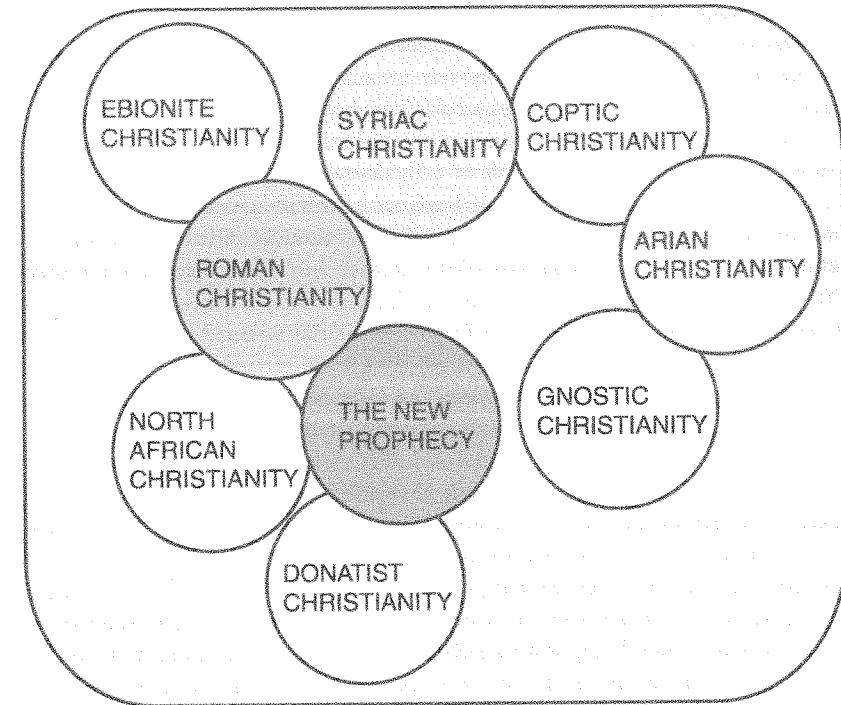 EBIONITE
CHRISTIANITY
SYRIAC
CHRISTIANITY
COPTIC
CHRISTIANITY
ROMAN
CHRISTIANITY
ARIAN
CHRISTIANITY
THE NEW
PROPHECY
GNOSTIC
CHRISTIANITY
NORTH
AFRICAN
CHRISTIANITY
DONATIST
CHRISTIANITY